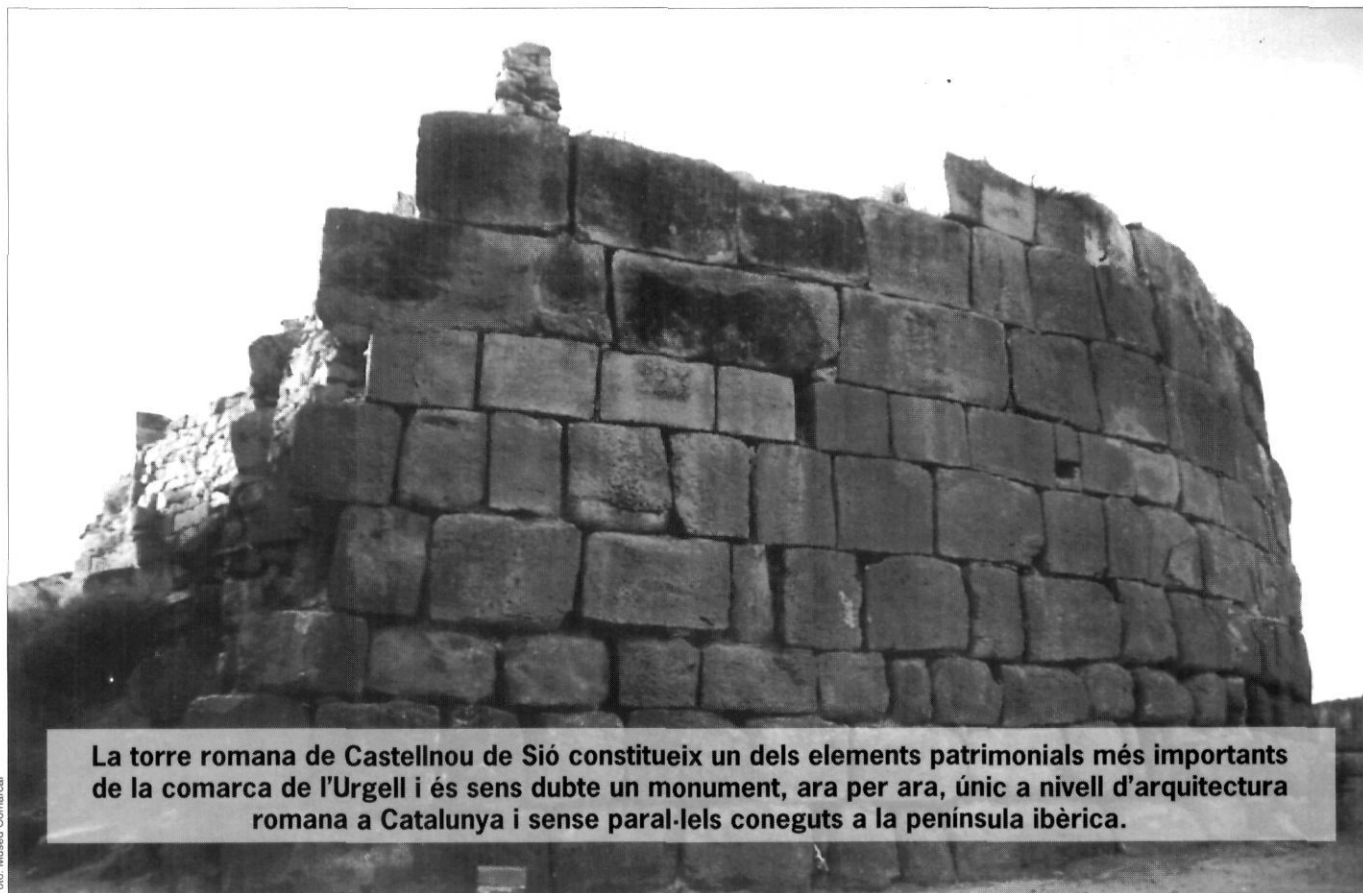 La torre romana de Castellnou de Sió constitueix un dels elements patrimonials més importants
de la comarca de l'Urgell i és sens dubte un monument, ara per ara, únic a nivell d'arquitectura
romana a Catalunya i sense paral·lels coneguts a la península ibèrica.
Museu Comarcal